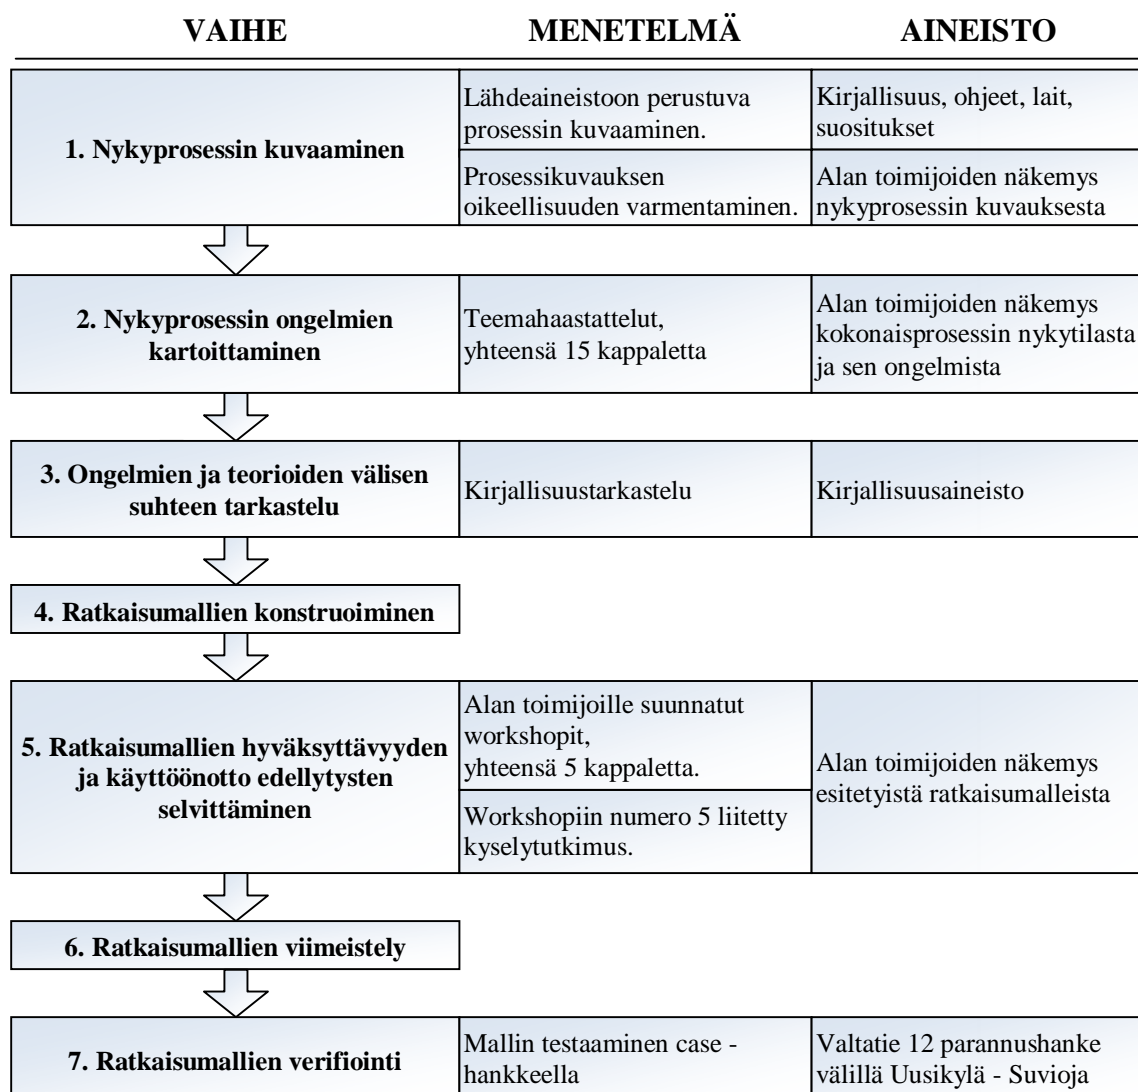 VAIHE MENETELMÄ AINEISTO
1. Nykyprosessin kuvaaminen
Lähdeaineistoon perustuva
prosessin kuvaaminen.
Kirjallisuus, ohjeet, lait,
suositukset
Prosessikuvauksen
oikeellisuuden varmentaminen.
Alan toimijoiden näkemys
nykyprosessin kuvauksesta
2. Nykyprosessin ongelmien
kartoittaminen
Teemahaastattelut,
yhteensä 15 kappaletta
Alan toimijoiden näkemys
kokonaisprosessin nykytilasta
ja sen ongelmista
3. Ongelmien ja teorioiden välisen
suhteen tarkastelu
Kirjallisuustarkastelu
Kirjallisuusaineisto
4. Ratkaisumallien konstruoiminen
5. Ratkaisumallien hyväksyttävyyden
ja käyttöönotto edellytysten
selvittäminen
Alan toimijoille suunnatut
workshopit,
yhteensä 5 kappaletta.
Workshopiin numero 5 liitetty
kyselytutkimus.
Alan toimijoiden näkemys
esitetyistä ratkaisumalleista
6. Ratkaisumallien viimeistely
7. Ratkaisumallien verifiointi
Mallin testaaminen case -
hankkeella
Valtatie 12 parannushanke
välillä Uusikylä - Suvioja